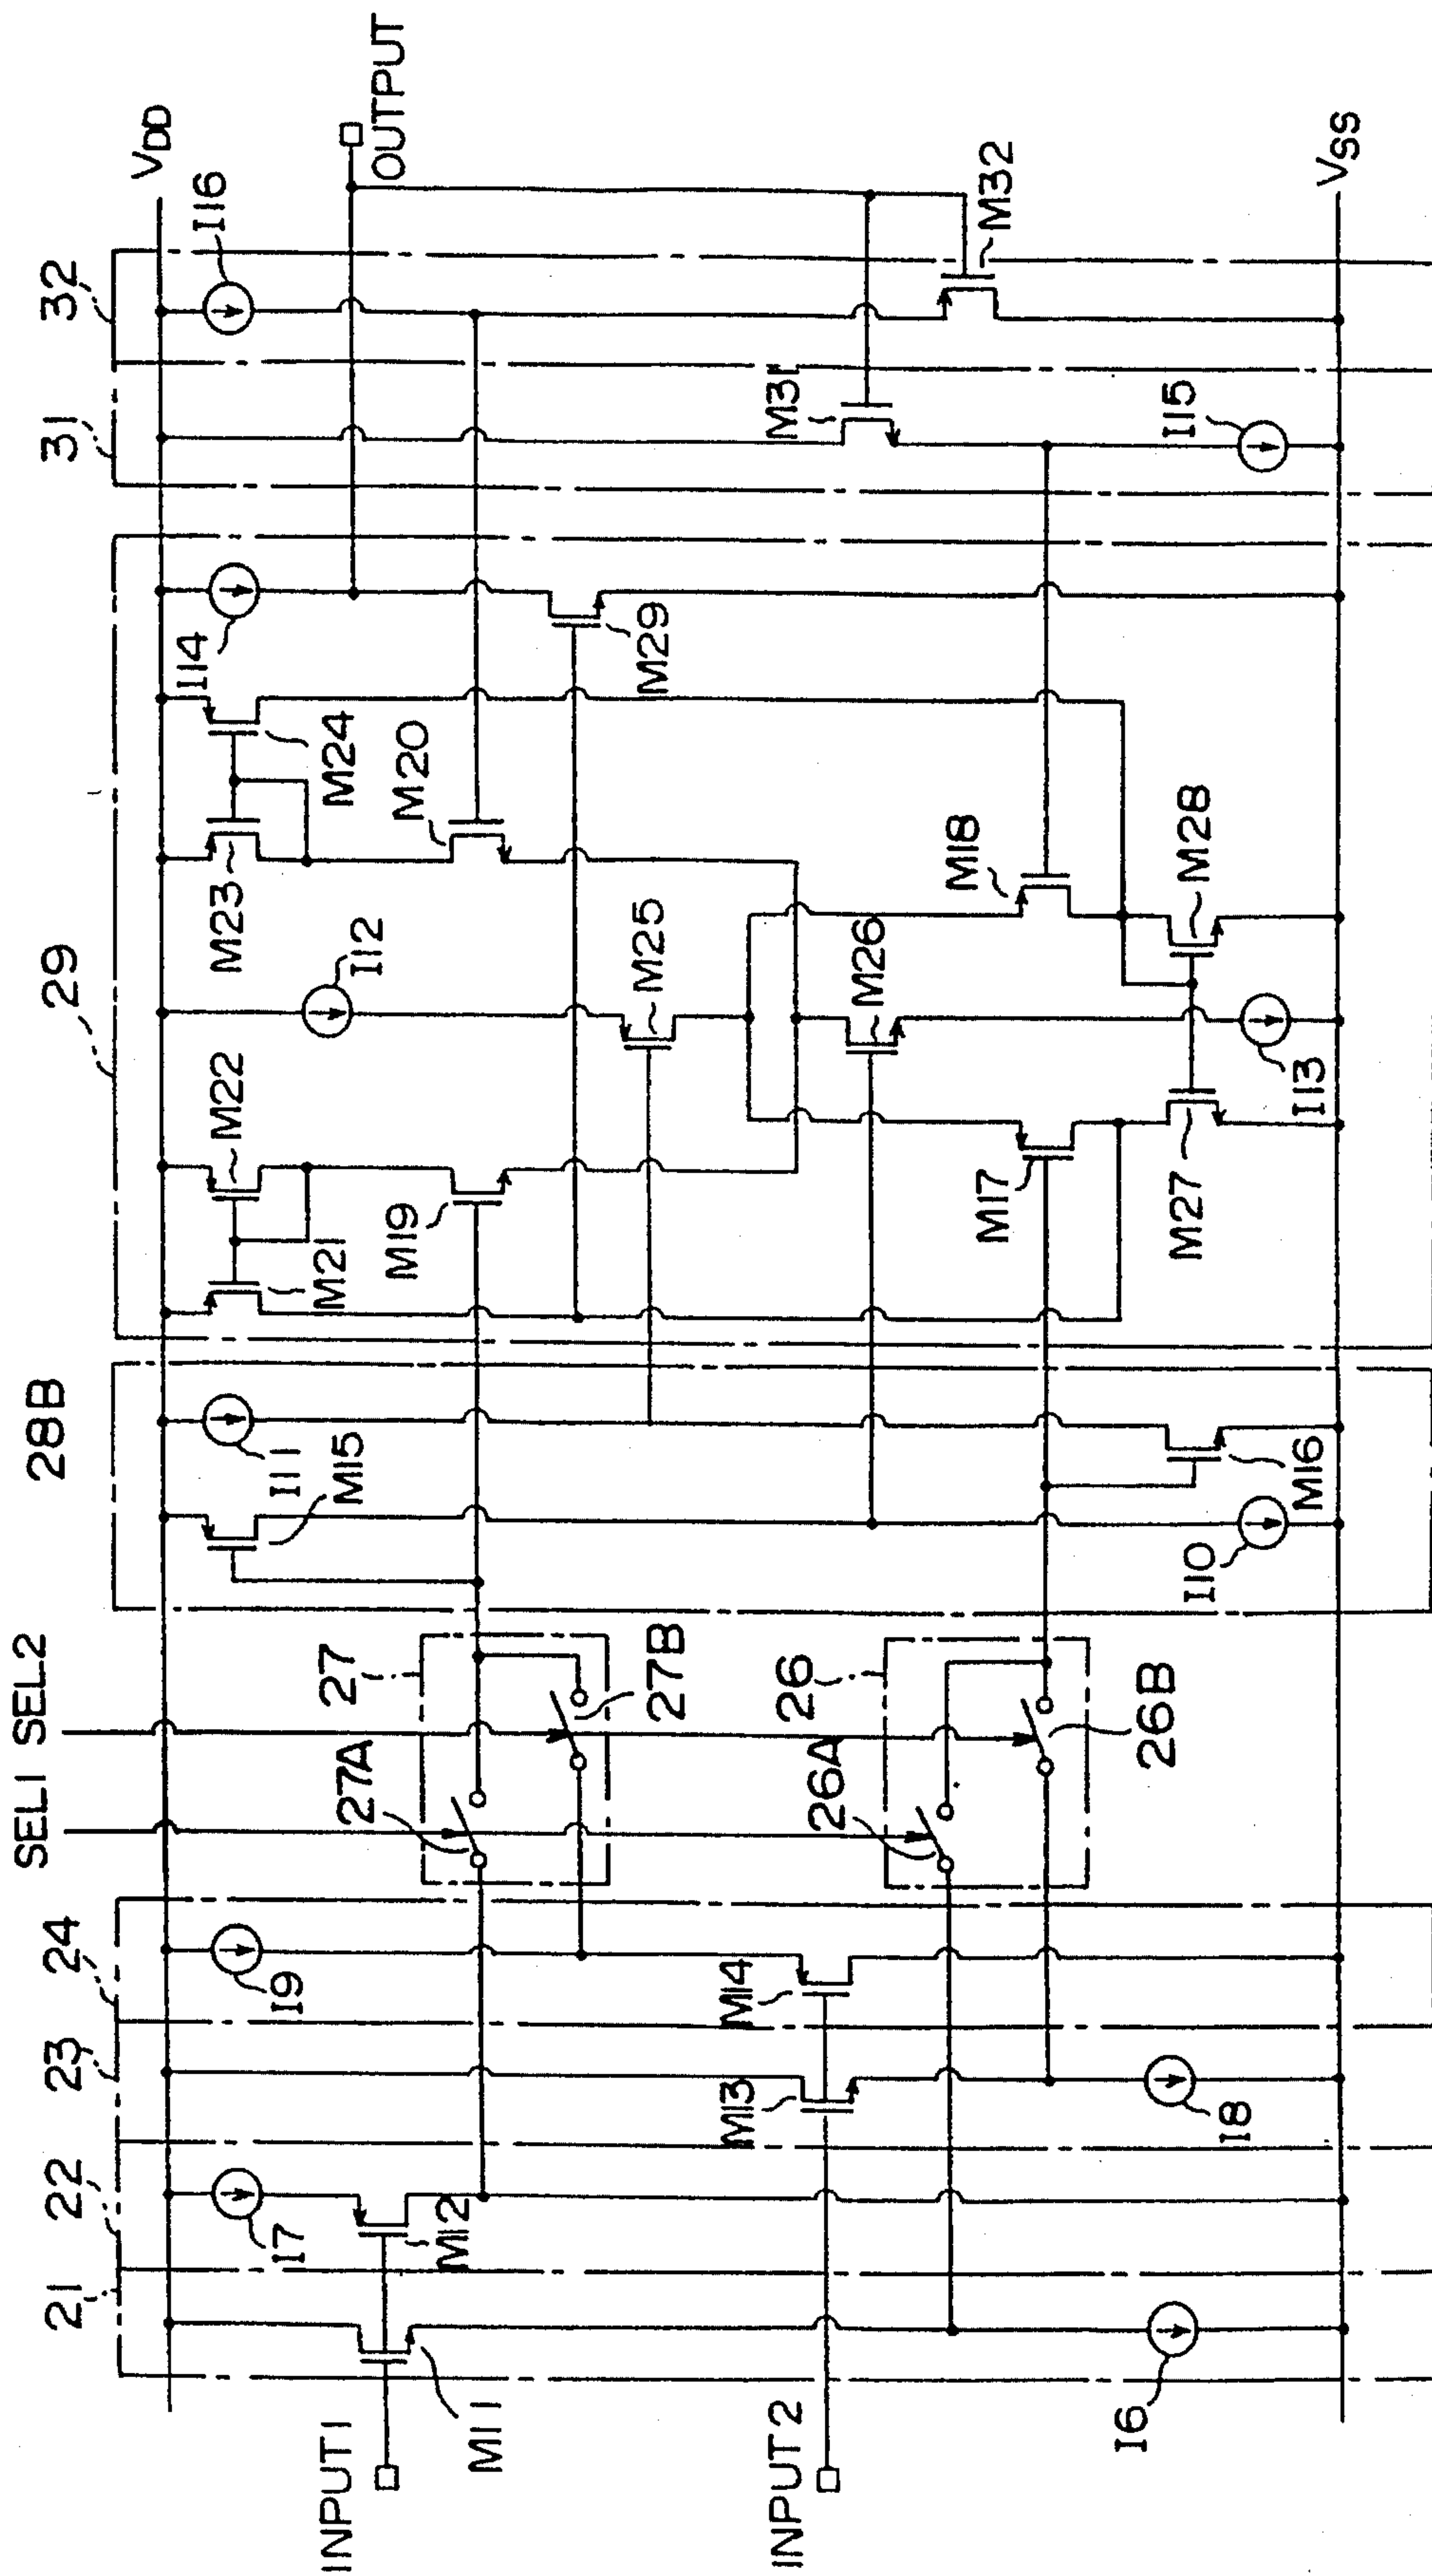 SEL1 SEL2
28B
29
31
32
21
22
23
24
VDD
I16
I14
I7
I9
I11
M15
M21
M22
M23
M24
I12
OUTPUT
INPUT1
M11
M12
27A
27
27B
M19
M20
M29
M25
INPUT2
M13
M14
26A
26
26B
M26
M17
M18
M31
M32
I6
I8
I10
M16
M27
I13
M28
I15
VSS